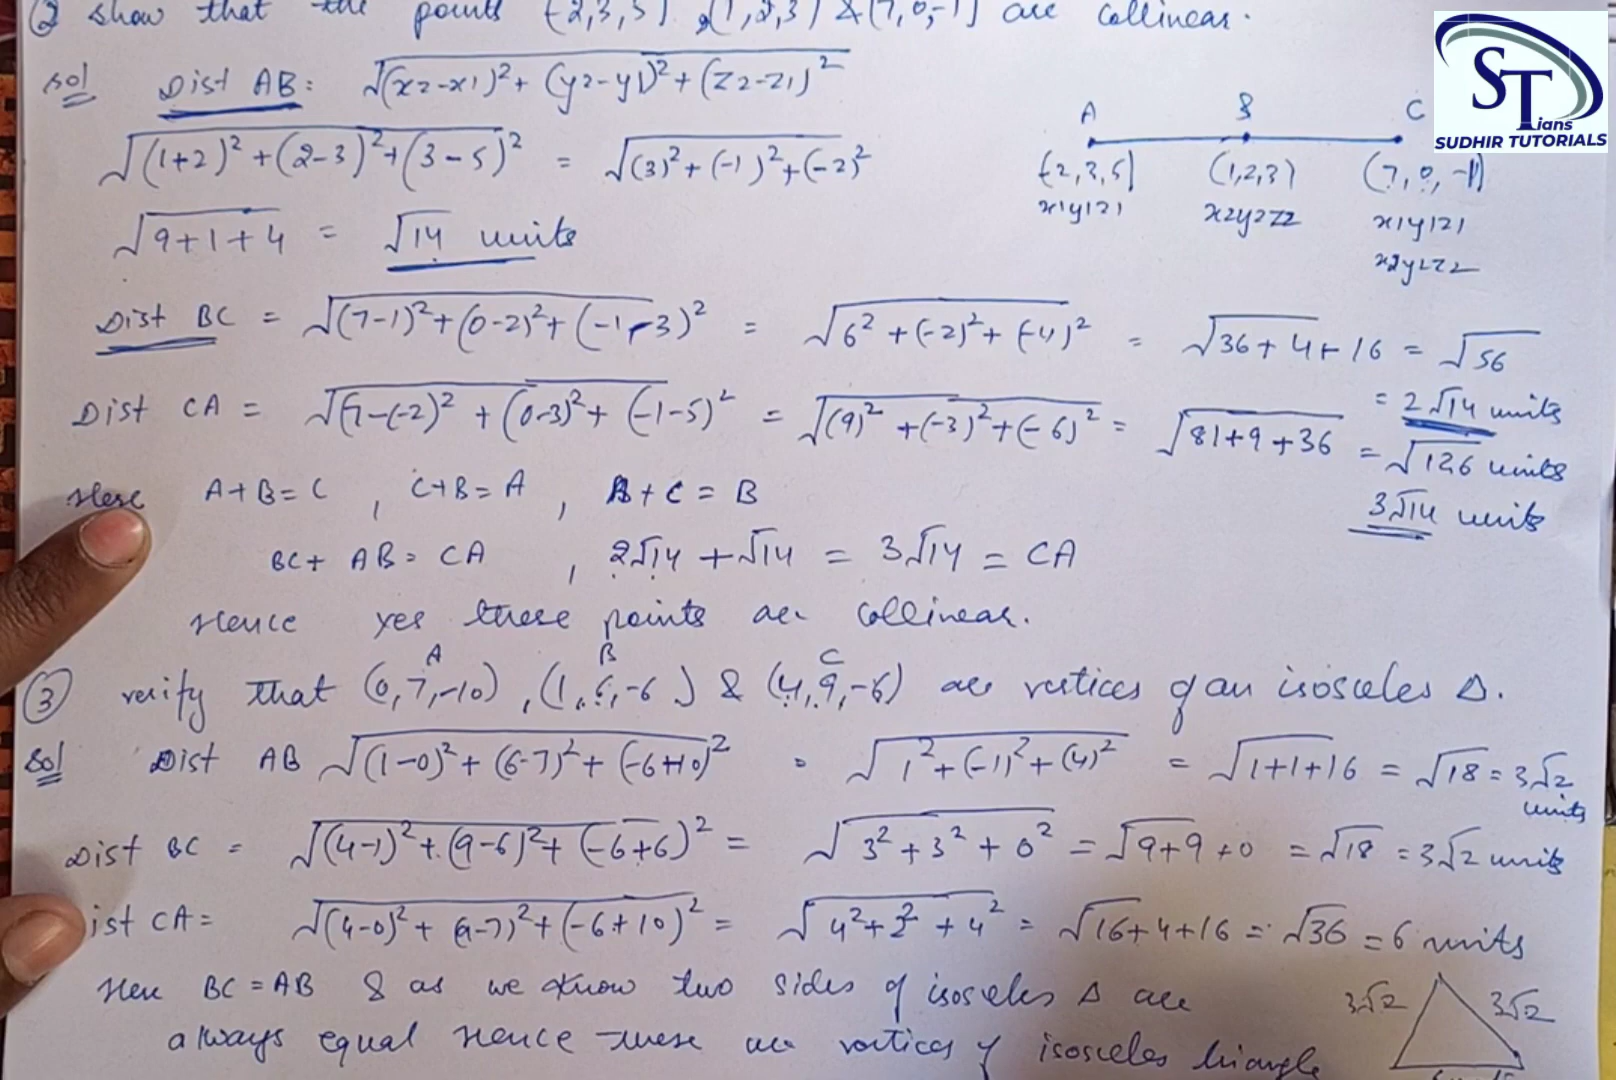 ② show that the points (-2,3,5), (1,2,3) & (7,0,-1) are collinear.
Sol Dist AB: √(x2-x1)²+(y2-y1)²+(z2-z1)²
√(1+2)²+(2-3)²+(3-5)² = √(3)²+(-1)²+(-2)²
√9+1+4 = √14 units
A B C
(-2,3,5) (1,2,3) (7,0,-1)
x1y1z1 x2y2z2 x1y1z1
x2y2z2
ST
ians
SUDHIR TUTORIALS
Dist BC = √(7-1)²+(0-2)²+(-1-3)² = √6²+(-2)²+(-4)² = √36+4+16 = √56
= 2√14 units
Dist CA = √(7-(-2)²+(0-3)²+(-1-5)² = √(9)²+(-3)²+(-6)² = √81+9+36 = √126 units
3√14 units
Here A+B=C, C+B=A, A+C=B
BC+ AB= CA, 2√14+√14 = 3√14 = CA
Hence yes these points are collinear.
A B C
③ verify that (0,7,-10), (1,6,-6) & (4,9,-6) are vertices of an isosceles Δ.
Sol Dist AB √(1-0)²+(6-7)²+(-6+10)² = √1²+(-1)²+(4)² = √1+1+16 = √18 = 3√2
units
Dist BC = √(4-1)²+(9-6)²+(-6+6)² = √3²+3²+0² = √9+9+0 = √18 = 3√2 units
ist CA= √(4-0)²+(9-7)²+(-6+10)² = √4²+2²+4² = √16+4+16 = √36 = 6 units
Here BC=AB & as we know two sides of isosceles Δ are
always equal Hence these are vertices of isosceles triangle
3√2 3√2